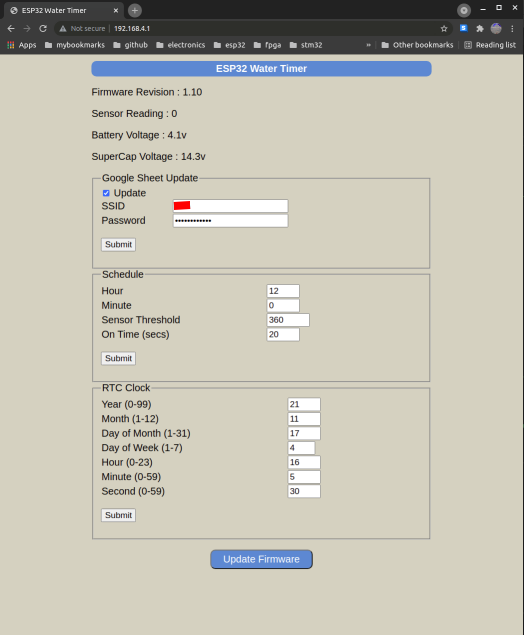 ESP32 Water Timer
Not secure | 192.168.4.1
Apps mybookmarks github electronics esp32 fpga stm32 » Other bookmarks Reading list
ESP32 Water Timer
Firmware Revision : 1.10
Sensor Reading : 0
Battery Voltage : 4.1v
SuperCap Voltage : 14.3v
Google Sheet Update
Update
SSID
Password ••••••••••••
Submit
Schedule
Hour 12
Minute 0
Sensor Threshold 360
On Time (secs) 20
Submit
RTC Clock
Year (0-99) 21
Month (1-12) 11
Day of Month (1-31) 17
Day of Week (1-7) 4
Hour (0-23) 16
Minute (0-59) 5
Second (0-59) 30
Submit
Update Firmware